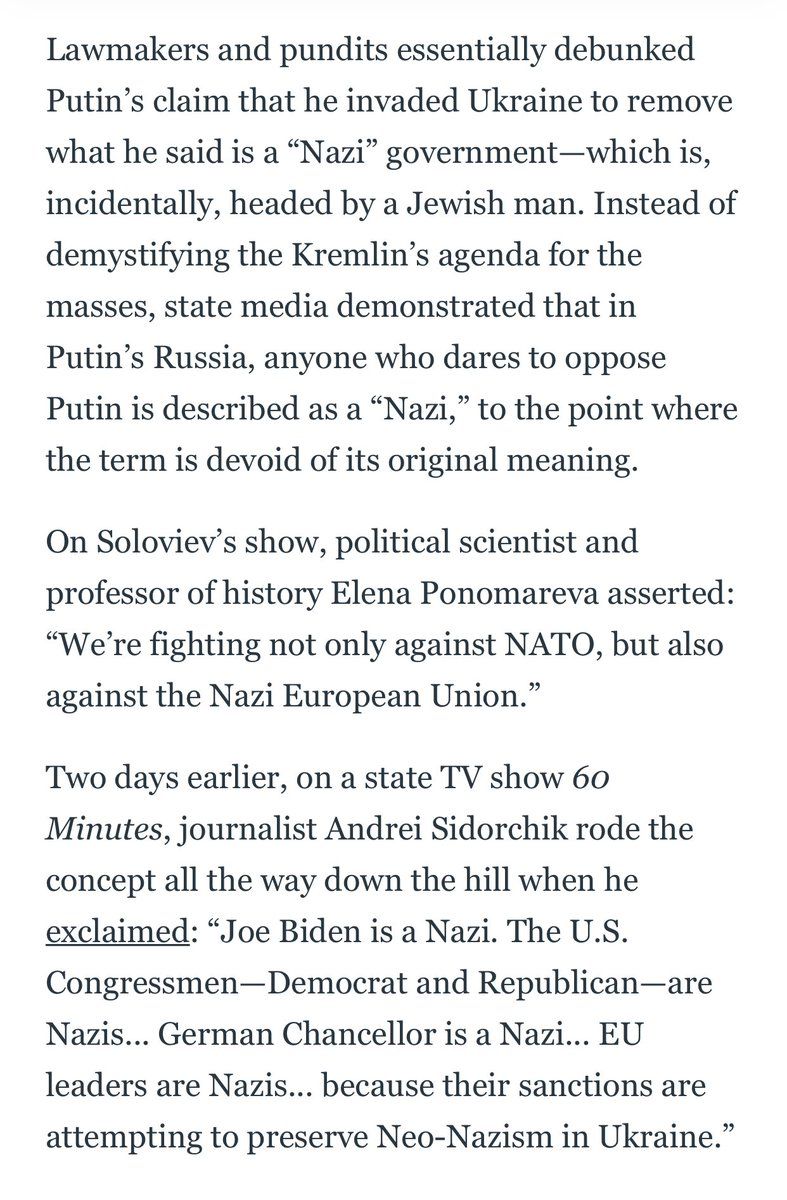 Lawmakers and pundits essentially debunked
Putin’s claim that he invaded Ukraine to remove
what he said is a “Nazi” government—which is,
incidentally, headed by a Jewish man. Instead of
demystifying the Kremlin’s agenda for the
masses, state media demonstrated that in
Putin’s Russia, anyone who dares to oppose
Putin is described as a “Nazi,” to the point where
the term is devoid of its original meaning.
On Soloviev’s show, political scientist and
professor of history Elena Ponomareva asserted:
“We’re fighting not only against NATO, but also
against the Nazi European Union.”
Two days earlier, on a state TV show 60
Minutes, journalist Andrei Sidorchik rode the
concept all the way down the hill when he
exclaimed: “Joe Biden is a Nazi. The U.S.
Congressmen—Democrat and Republican—are
Nazis... German Chancellor is a Nazi... EU
leaders are Nazis... because their sanctions are
attempting to preserve Neo-Nazism in Ukraine.”